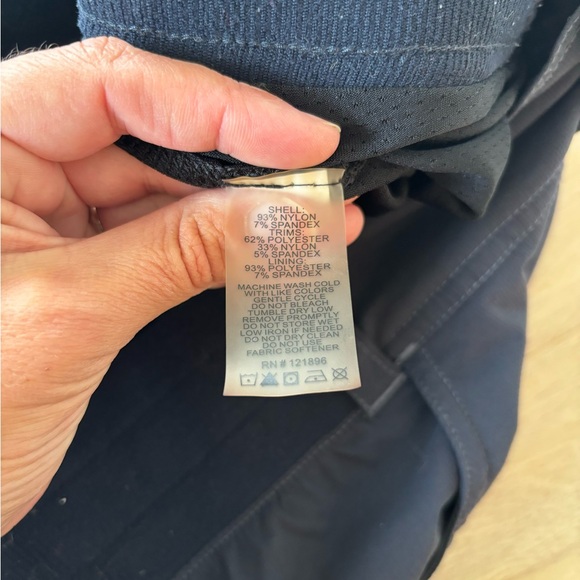 SHELL:
93% NYLON
7% SPANDEX
TRIMS:
62% POLYESTER
33% NYLON
5% SPANDEX
LINING:
93% POLYESTER
7% SPANDEX
MACHINE WASH COLD
WITH LIKE COLORS
GENTLE CYCLE
DO NOT BLEACH
TUMBLE DRY LOW
REMOVE PROMPTLY
DO NOT STORE WET
LOW IRON IF NEEDED
DO NOT DRY CLEAN
DO NOT USE
FABRIC SOFTENER
RN # 121896